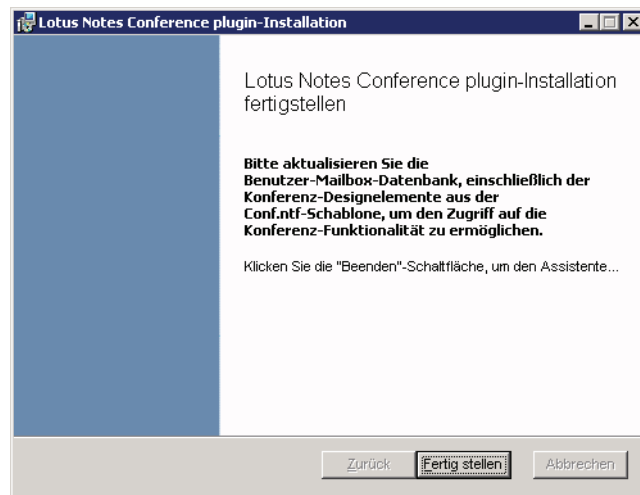 Lotus Notes Conference plugin-Installation
Lotus Notes Conference plugin-Installation
fertigstellen
Bitte aktualisieren Sie die
Benutzer-Mailbox-Datenbank, einschließlich der
Konferenz-Designelemente aus der
Conf.ntf-Schablone, um den Zugriff auf die
Konferenz-Funktionalität zu ermöglichen.
Klicken Sie die "Beenden"-Schaltfläche, um den Assistente...
Zurück Fertig stellen Abbrechen